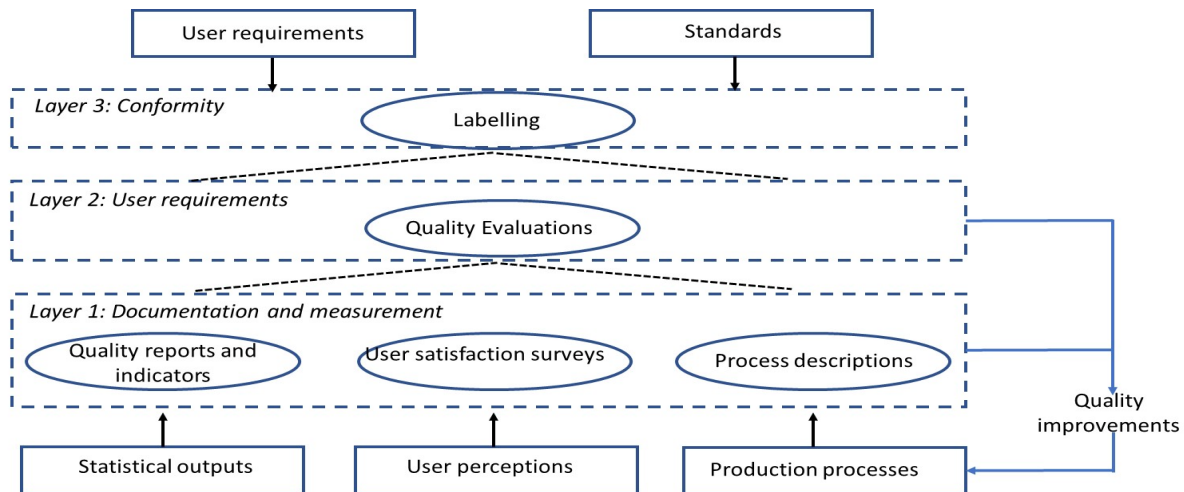 User requirements
Standards
Layer 3: Conformity
Labelling
Layer 2: User requirements
Quality Evaluations
Layer 1: Documentation and measurement
Quality reports and
indicators
User satisfaction surveys
Process descriptions
Quality
improvements
Statistical outputs
User perceptions
Production processes